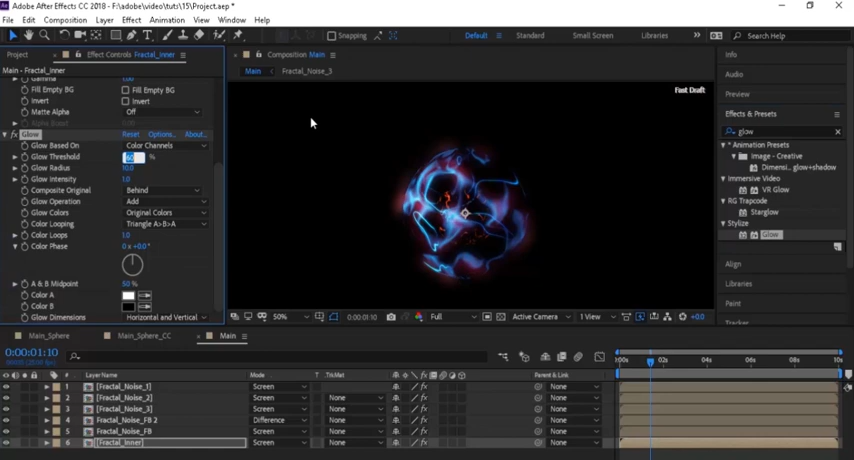 Adobe After Effects CC 2018 - F:\adobe\video\tuts\15\Project.aep *
File Edit Composition Layer Effect Animation View Window Help
Snapping Default Standard Small Screen Libraries Search Help
Project Effect Controls Fractal_Inner
Composition Main
Info
Main - Fractal_Inner
Main Fractal_Noise_3
Audio
Gamma 1.00
Fill Empty BG Fill Empty BG
Fast Draft
Preview
Invert Invert
Matte Alpha Off
Effects & Presets
fx Glow Reset Options... About...
glow
Glow Based On Color Channels
* Animation Presets
Glow Threshold 60 %
Image - Creative
Glow Radius 10.0
Dimensi... glow+shadow
Glow Intensity 1.0
Immersive Video
Composite Original Behind
VR Glow
Glow Operation Add
RG Trapcode
Glow Colors Original Colors
Starglow
Color Looping Triangle A>B>A
Stylize
Color Loops 1.0
Glow
Color Phase 0 x +0.0°
Align
A & B Midpoint 50 %
Libraries
Color A
Color B
Paint
Glow Dimensions Horizontal and Vertical
50% 0:00:01:10 Full Active Camera 1 View +0.0
Tracker
Main_Sphere Main_Sphere_CC Main
0:00:01:10
02s 04s 06s 08s 10s
# Layer Name Mode T .TrkMat Parent & Link
1 [Fractal_Noise_1] Screen None
2 [Fractal_Noise_2] Screen None None
3 [Fractal_Noise_3] Screen None None
4 Fractal_Noise_FB 2 Difference None None
5 Fractal_Noise_FB Screen None None
6 [Fractal_Inner] Screen None None